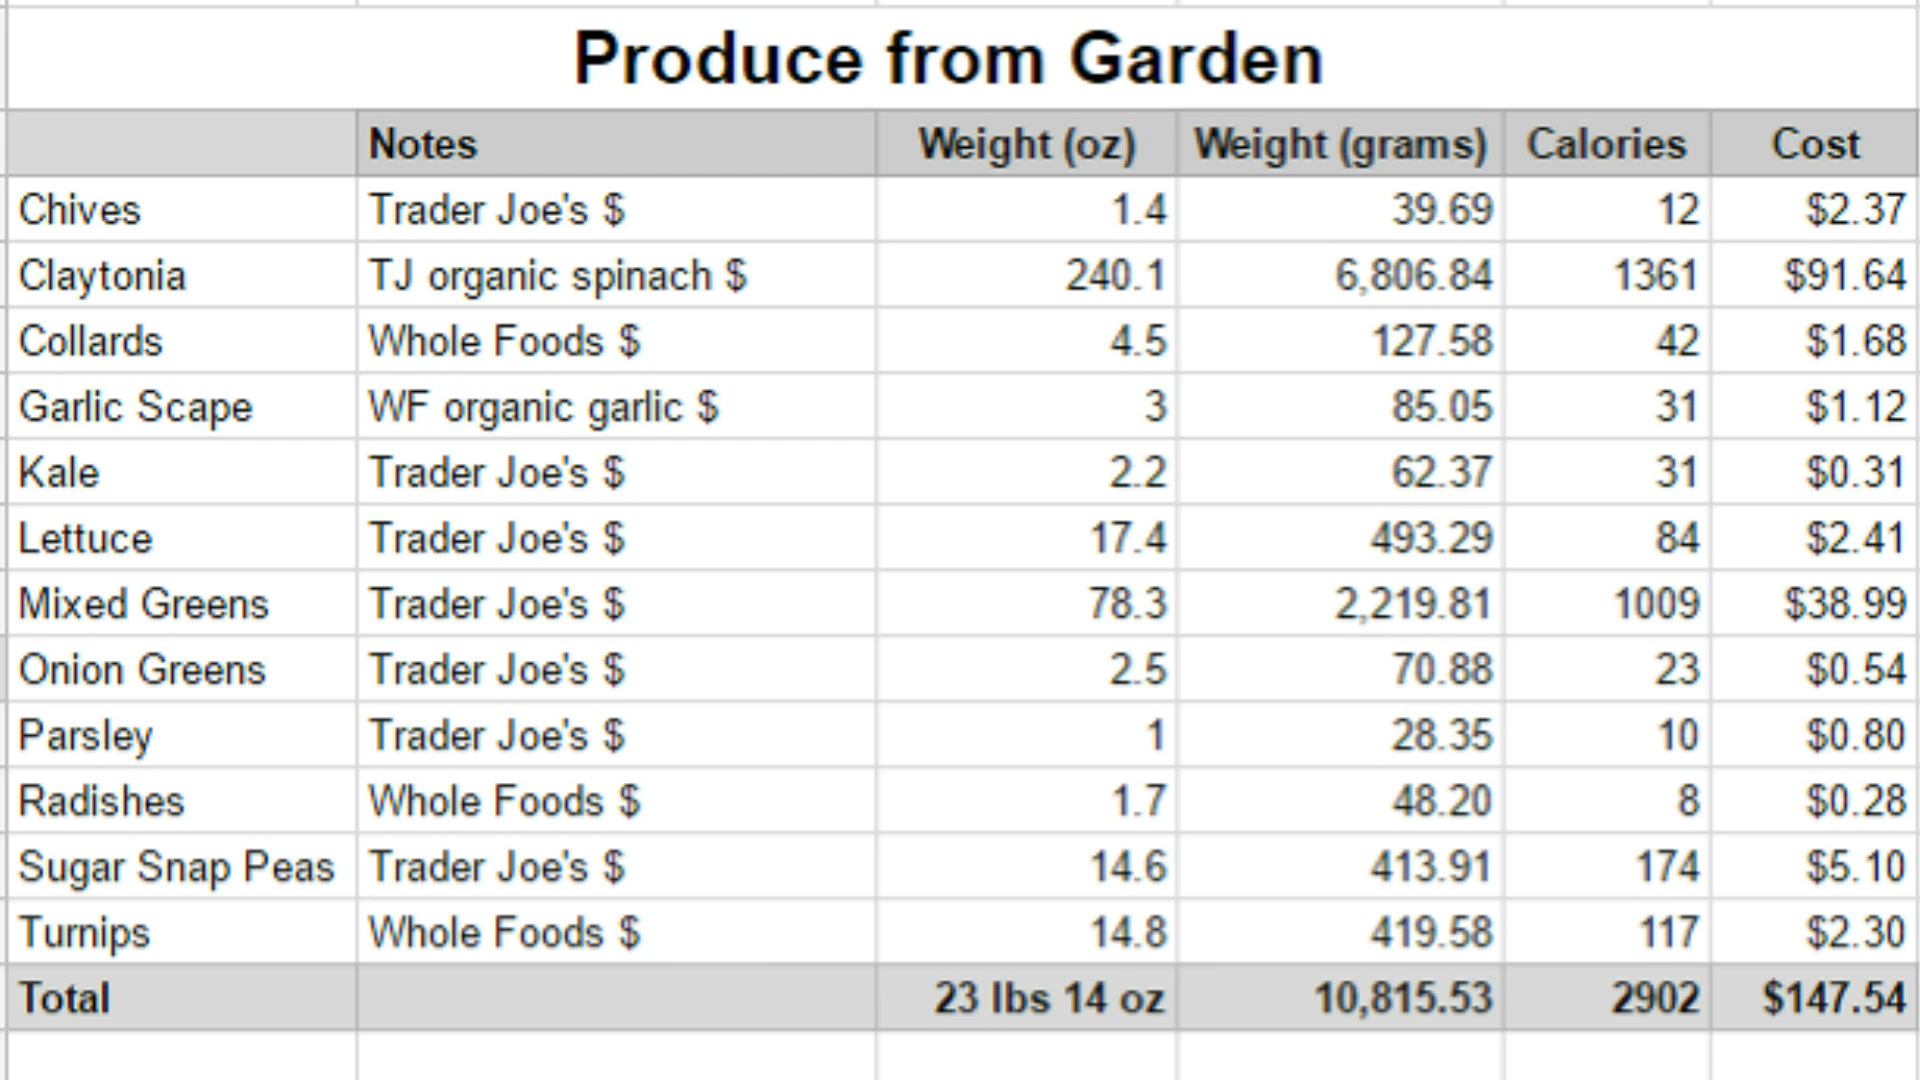 Produce from Garden
Notes Weight (oz) Weight (grams) Calories Cost
Chives Trader Joe's $ 1.4 39.69 12 $2.37
Claytonia TJ organic spinach $ 240.1 6,806.84 1361 $91.64
Collards Whole Foods $ 4.5 127.58 42 $1.68
Garlic Scape WF organic garlic $ 3 85.05 31 $1.12
Kale Trader Joe's $ 2.2 62.37 31 $0.31
Lettuce Trader Joe's $ 17.4 493.29 84 $2.41
Mixed Greens Trader Joe's $ 78.3 2,219.81 1009 $38.99
Onion Greens Trader Joe's $ 2.5 70.88 23 $0.54
Parsley Trader Joe's $ 1 28.35 10 $0.80
Radishes Whole Foods $ 1.7 48.20 8 $0.28
Sugar Snap Peas Trader Joe's $ 14.6 413.91 174 $5.10
Turnips Whole Foods $ 14.8 419.58 117 $2.30
Total 23 lbs 14 oz 10,815.53 2902 $147.54